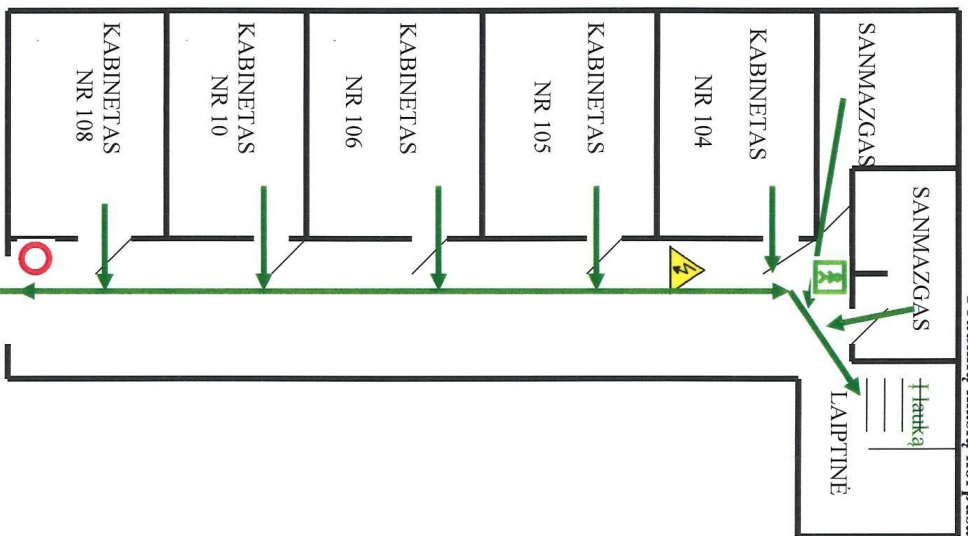 KABINETAS
NR 108
KABINETAS
NR 10
KABINETAS
NR 106
KABINETAS
NR 105
KABINETAS
NR 104
SANMAZGAS
SANMAZGAS
Į lauką
LAIPTINĖ